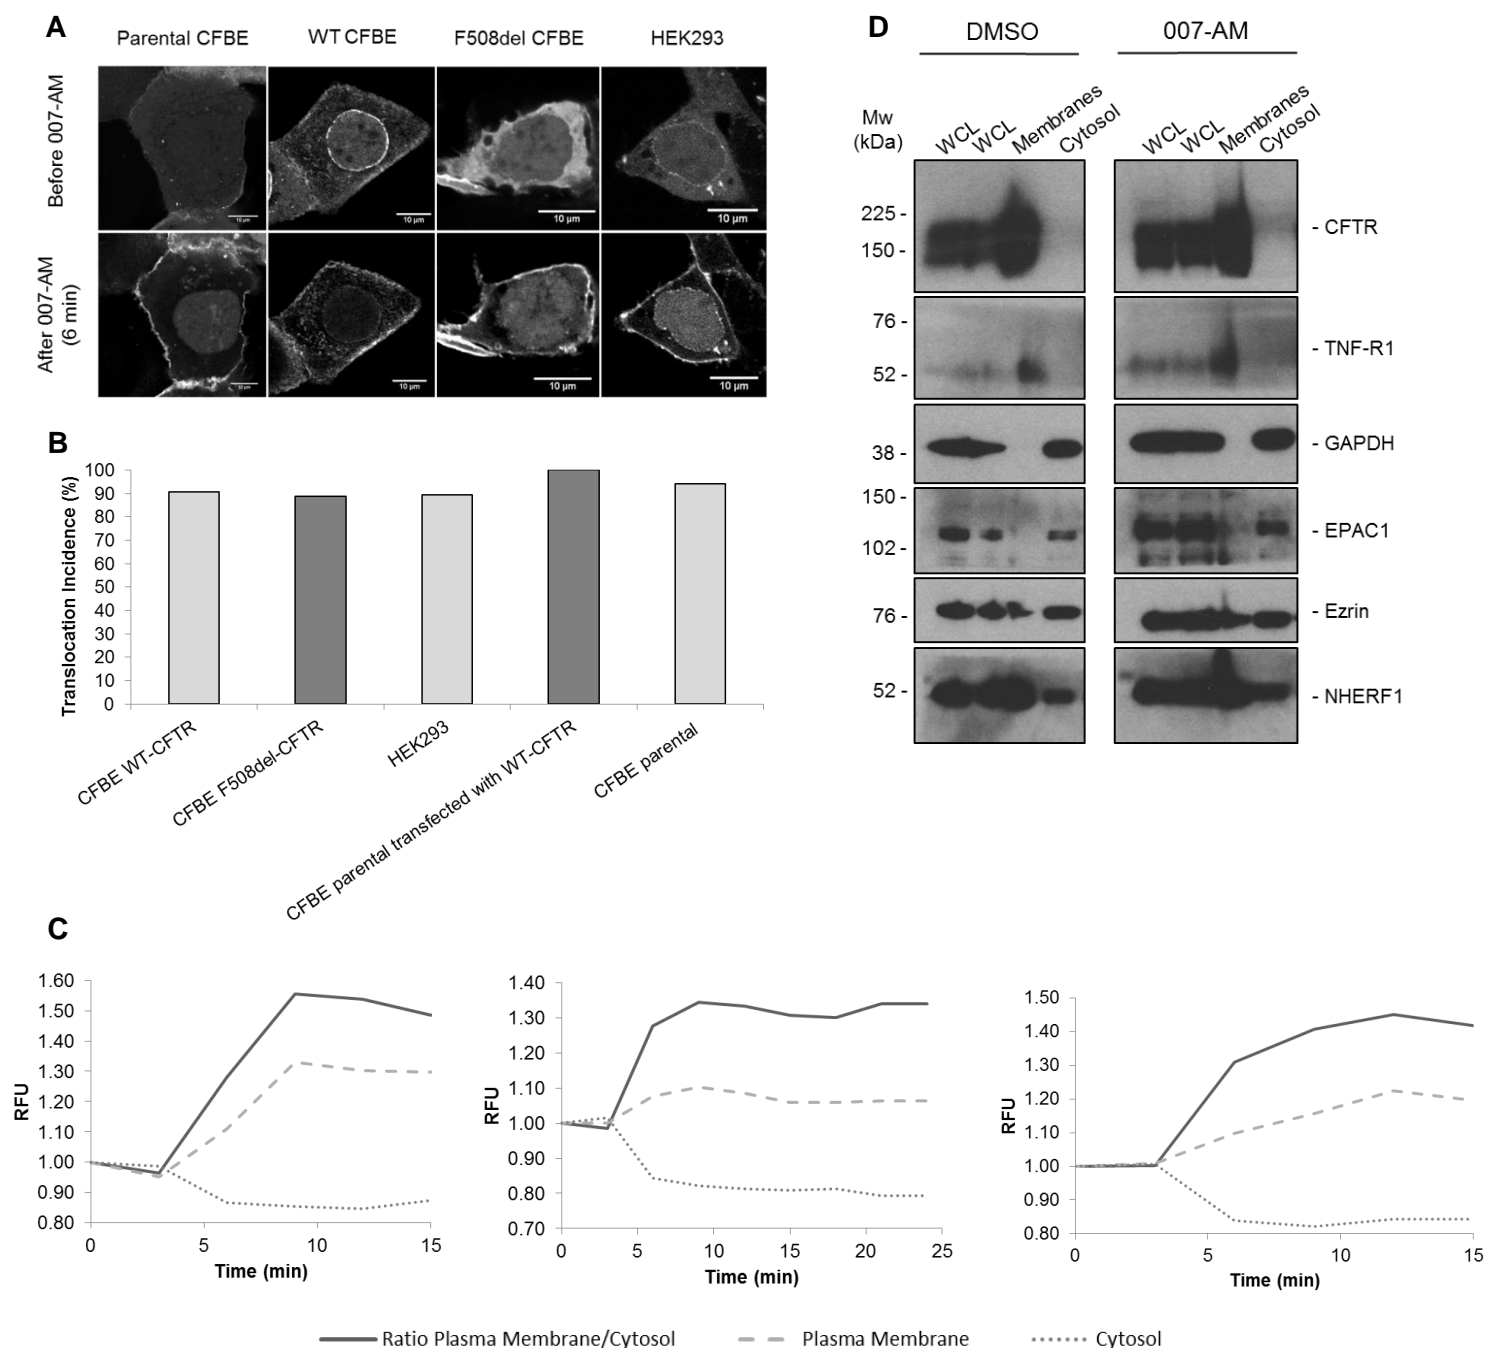 A
Parental CFBE
WT CFBE
F508del CFBE
HEK293
Before 007-AM
After 007-AM
(6 min)
10 µm
10 µm
10 µm
10 µm
10 µm
10 µm
10 µm
10 µm
B
Translocation Incidence (%)
100
90
80
70
60
50
40
30
20
10
0
CFBE WT-CFTR
CFBE F508del-CFTR
HEK293
CFBE parental transfected with WT-CFTR
CFBE parental
D
DMSO
007-AM
Mw
(kDa)
WCL
WCL
Membranes
Cytosol
WCL
WCL
Membranes
Cytosol
225 -
150 -
- CFTR
76 -
52 -
- TNF-R1
38 -
- GAPDH
150 -
102 -
- EPAC1
76 -
- Ezrin
52 -
- NHERF1
C
RFU
1.60
1.50
1.40
1.30
1.20
1.10
1.00
0.90
0.80
0 5 10 15
Time (min)
RFU
1.40
1.30
1.20
1.10
1.00
0.90
0.80
0.70
0 5 10 15 20 25
Time (min)
RFU
1.50
1.40
1.30
1.20
1.10
1.00
0.90
0.80
0 5 10 15
Time (min)
Ratio Plasma Membrane/Cytosol
Plasma Membrane
Cytosol